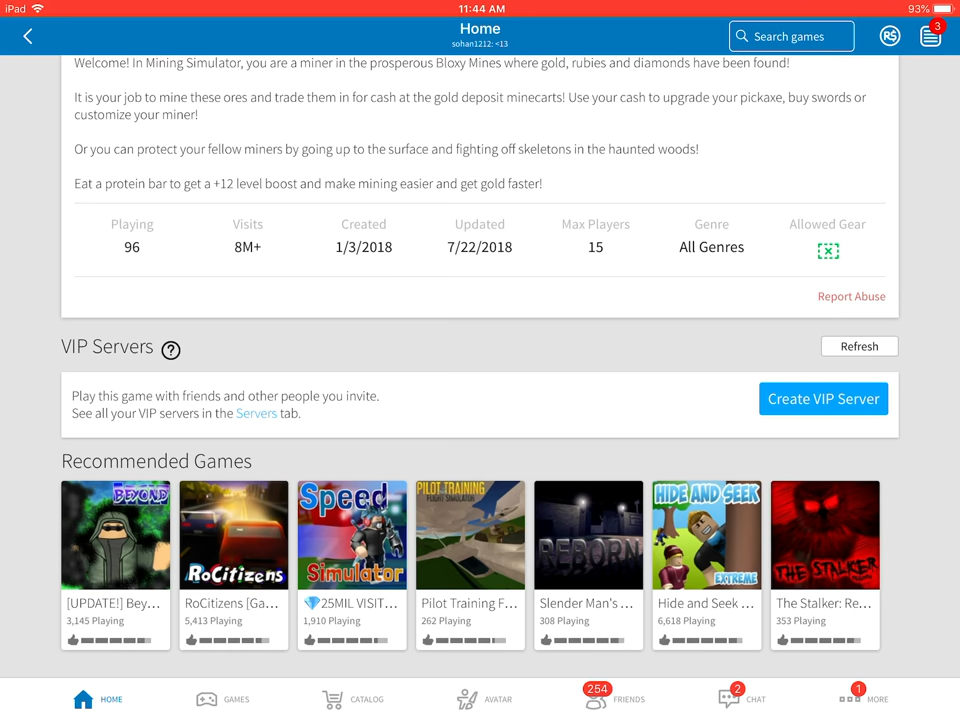 iPad 11:44 AM 93%
Home
sohan1212: <13
Search games
R$
3
Welcome! In Mining Simulator, you are a miner in the prosperous Bloxy Mines where gold, rubies and diamonds have been found!
It is your job to mine these ores and trade them in for cash at the gold deposit minecarts! Use your cash to upgrade your pickaxe, buy swords or
customize your miner!
Or you can protect your fellow miners by going up to the surface and fighting off skeletons in the haunted woods!
Eat a protein bar to get a +12 level boost and make mining easier and get gold faster!
Playing Visits Created Updated Max Players Genre Allowed Gear
96 8M+ 1/3/2018 7/22/2018 15 All Genres
Report Abuse
VIP Servers ? Refresh
Play this game with friends and other people you invite.
See all your VIP servers in the Servers tab.
Create VIP Server
Recommended Games
BEYOND
RoCitizens
Speed
Simulator
PILOT TRAINING
FLIGHT SIMULATOR
REBORN
HIDE AND SEEK
EXTREME
THE STALKER
[UPDATE!] Bey... RoCitizens [Ga... 💎25MIL VISIT... Pilot Training F... Slender Man's ... Hide and Seek ... The Stalker: Re...
3,145 Playing 5,413 Playing 1,910 Playing 262 Playing 308 Playing 6,618 Playing 353 Playing
HOME GAMES CATALOG AVATAR 254 FRIENDS 2 CHAT 1 MORE